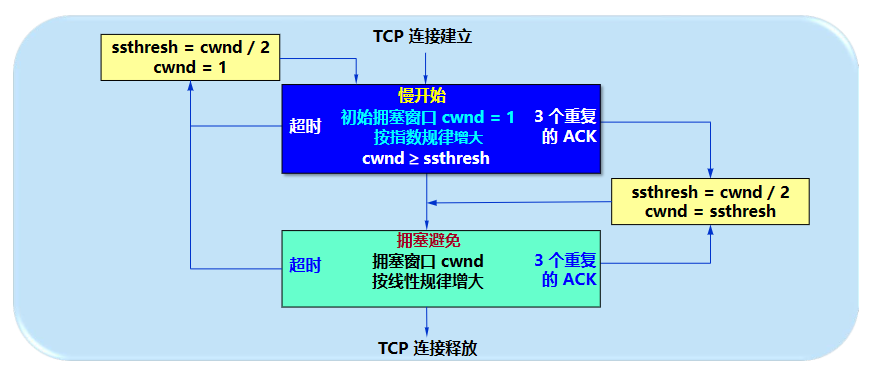 TCP 连接建立
ssthresh = cwnd / 2
cwnd = 1
慢开始
超时
初始拥塞窗口 cwnd = 1
按指数规律增大
cwnd ≥ ssthresh
3 个重复
的 ACK
ssthresh = cwnd / 2
cwnd = ssthresh
拥塞避免
超时
拥塞窗口 cwnd
按线性规律增大
3 个重复
的 ACK
TCP 连接释放